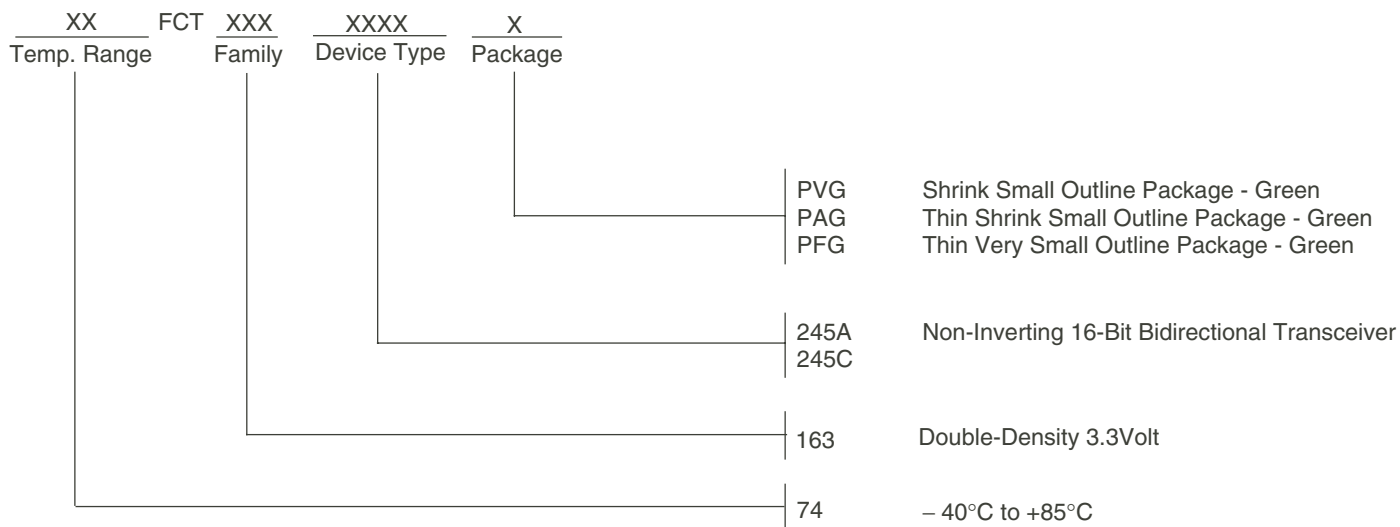 XX FCT XXX XXXX X
Temp. Range Family Device Type Package
PVG Shrink Small Outline Package - Green
PAG Thin Shrink Small Outline Package - Green
PFG Thin Very Small Outline Package - Green
245A Non-Inverting 16-Bit Bidirectional Transceiver
245C
163 Double-Density 3.3Volt
74 – 40°C to +85°C